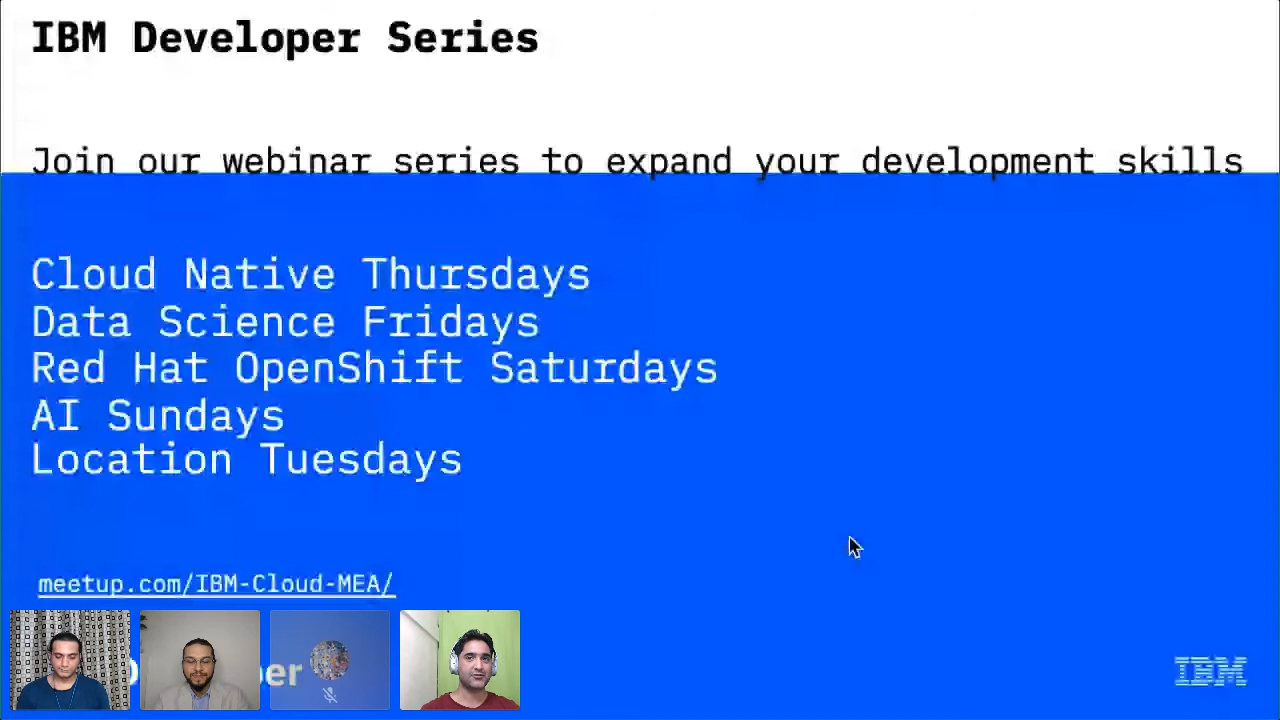 IBM Developer Series
Join our webinar series to expand your development skills
Cloud Native Thursdays
Data Science Fridays
Red Hat OpenShift Saturdays
AI Sundays
Location Tuesdays
meetup.com/IBM-Cloud-MEA/
IBM